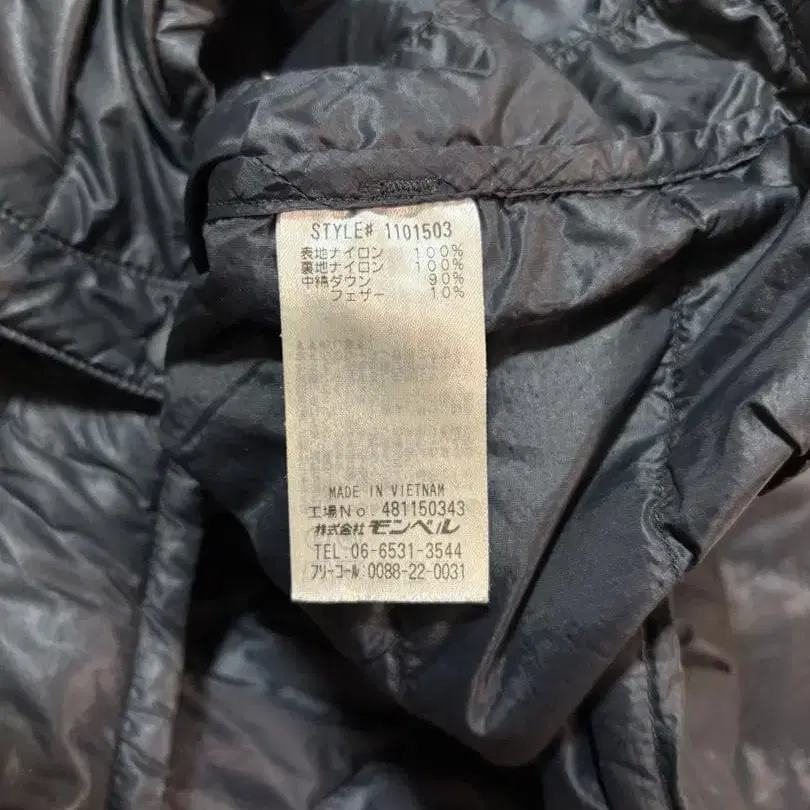 STYLE# 1101503
表地ナイロン 100%
裏地ナイロン 100%
中綿ダウン 90%
フェザー 10%
MADE IN VIETNAM
工場No. 481150343
株式会社 モンベル
TEL.06-6531-3544
フリーコール:0088-22-0031